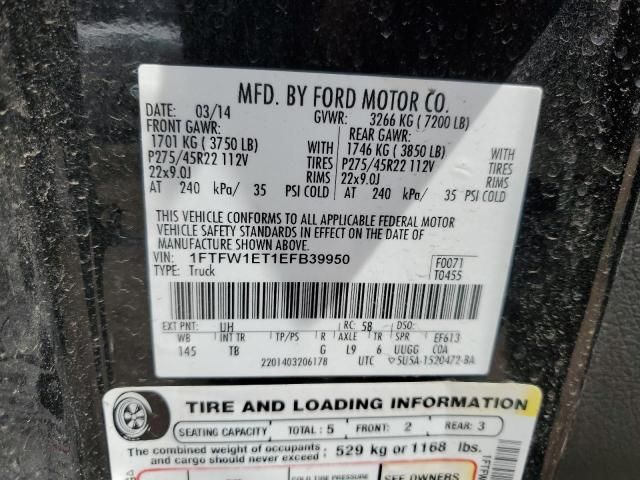 MFD. BY FORD MOTOR CO.
DATE: 03/14 GVWR: 3266 KG ( 7200 LB)
FRONT GAWR: REAR GAWR:
1701 KG ( 3750 LB) WITH 1746 KG ( 3850 LB) WITH
P275/45R22 112V TIRES P275/45R22 112V TIRES
22x9.0J RIMS 22x9.0J RIMS
AT 240 kPa/ 35 PSI COLD AT 240 kPa/ 35 PSI COLD
THIS VEHICLE CONFORMS TO ALL APPLICABLE FEDERAL MOTOR
VEHICLE SAFETY STANDARDS IN EFFECT ON THE DATE OF
MANUFACTURE SHOWN ABOVE.
VIN: 1FTFW1ET1EFB39950 F0071
TYPE: Truck T0455
EXT PNT: UH RC: 58 DSO:
WB INT TR TP/PS R AXLE TR SPR EF613
145 TB G L9 6 UUGG COA
2201403206178 UTC 5U5A-1520472-BA
TIRE AND LOADING INFORMATION
SEATING CAPACITY TOTAL: 5 FRONT: 2 REAR: 3
The combined weight of occupants and cargo should never exceed : 529 kg or 1168 lbs.
COLD TIRE PRESSURE SEE OWNERS
1FTFW